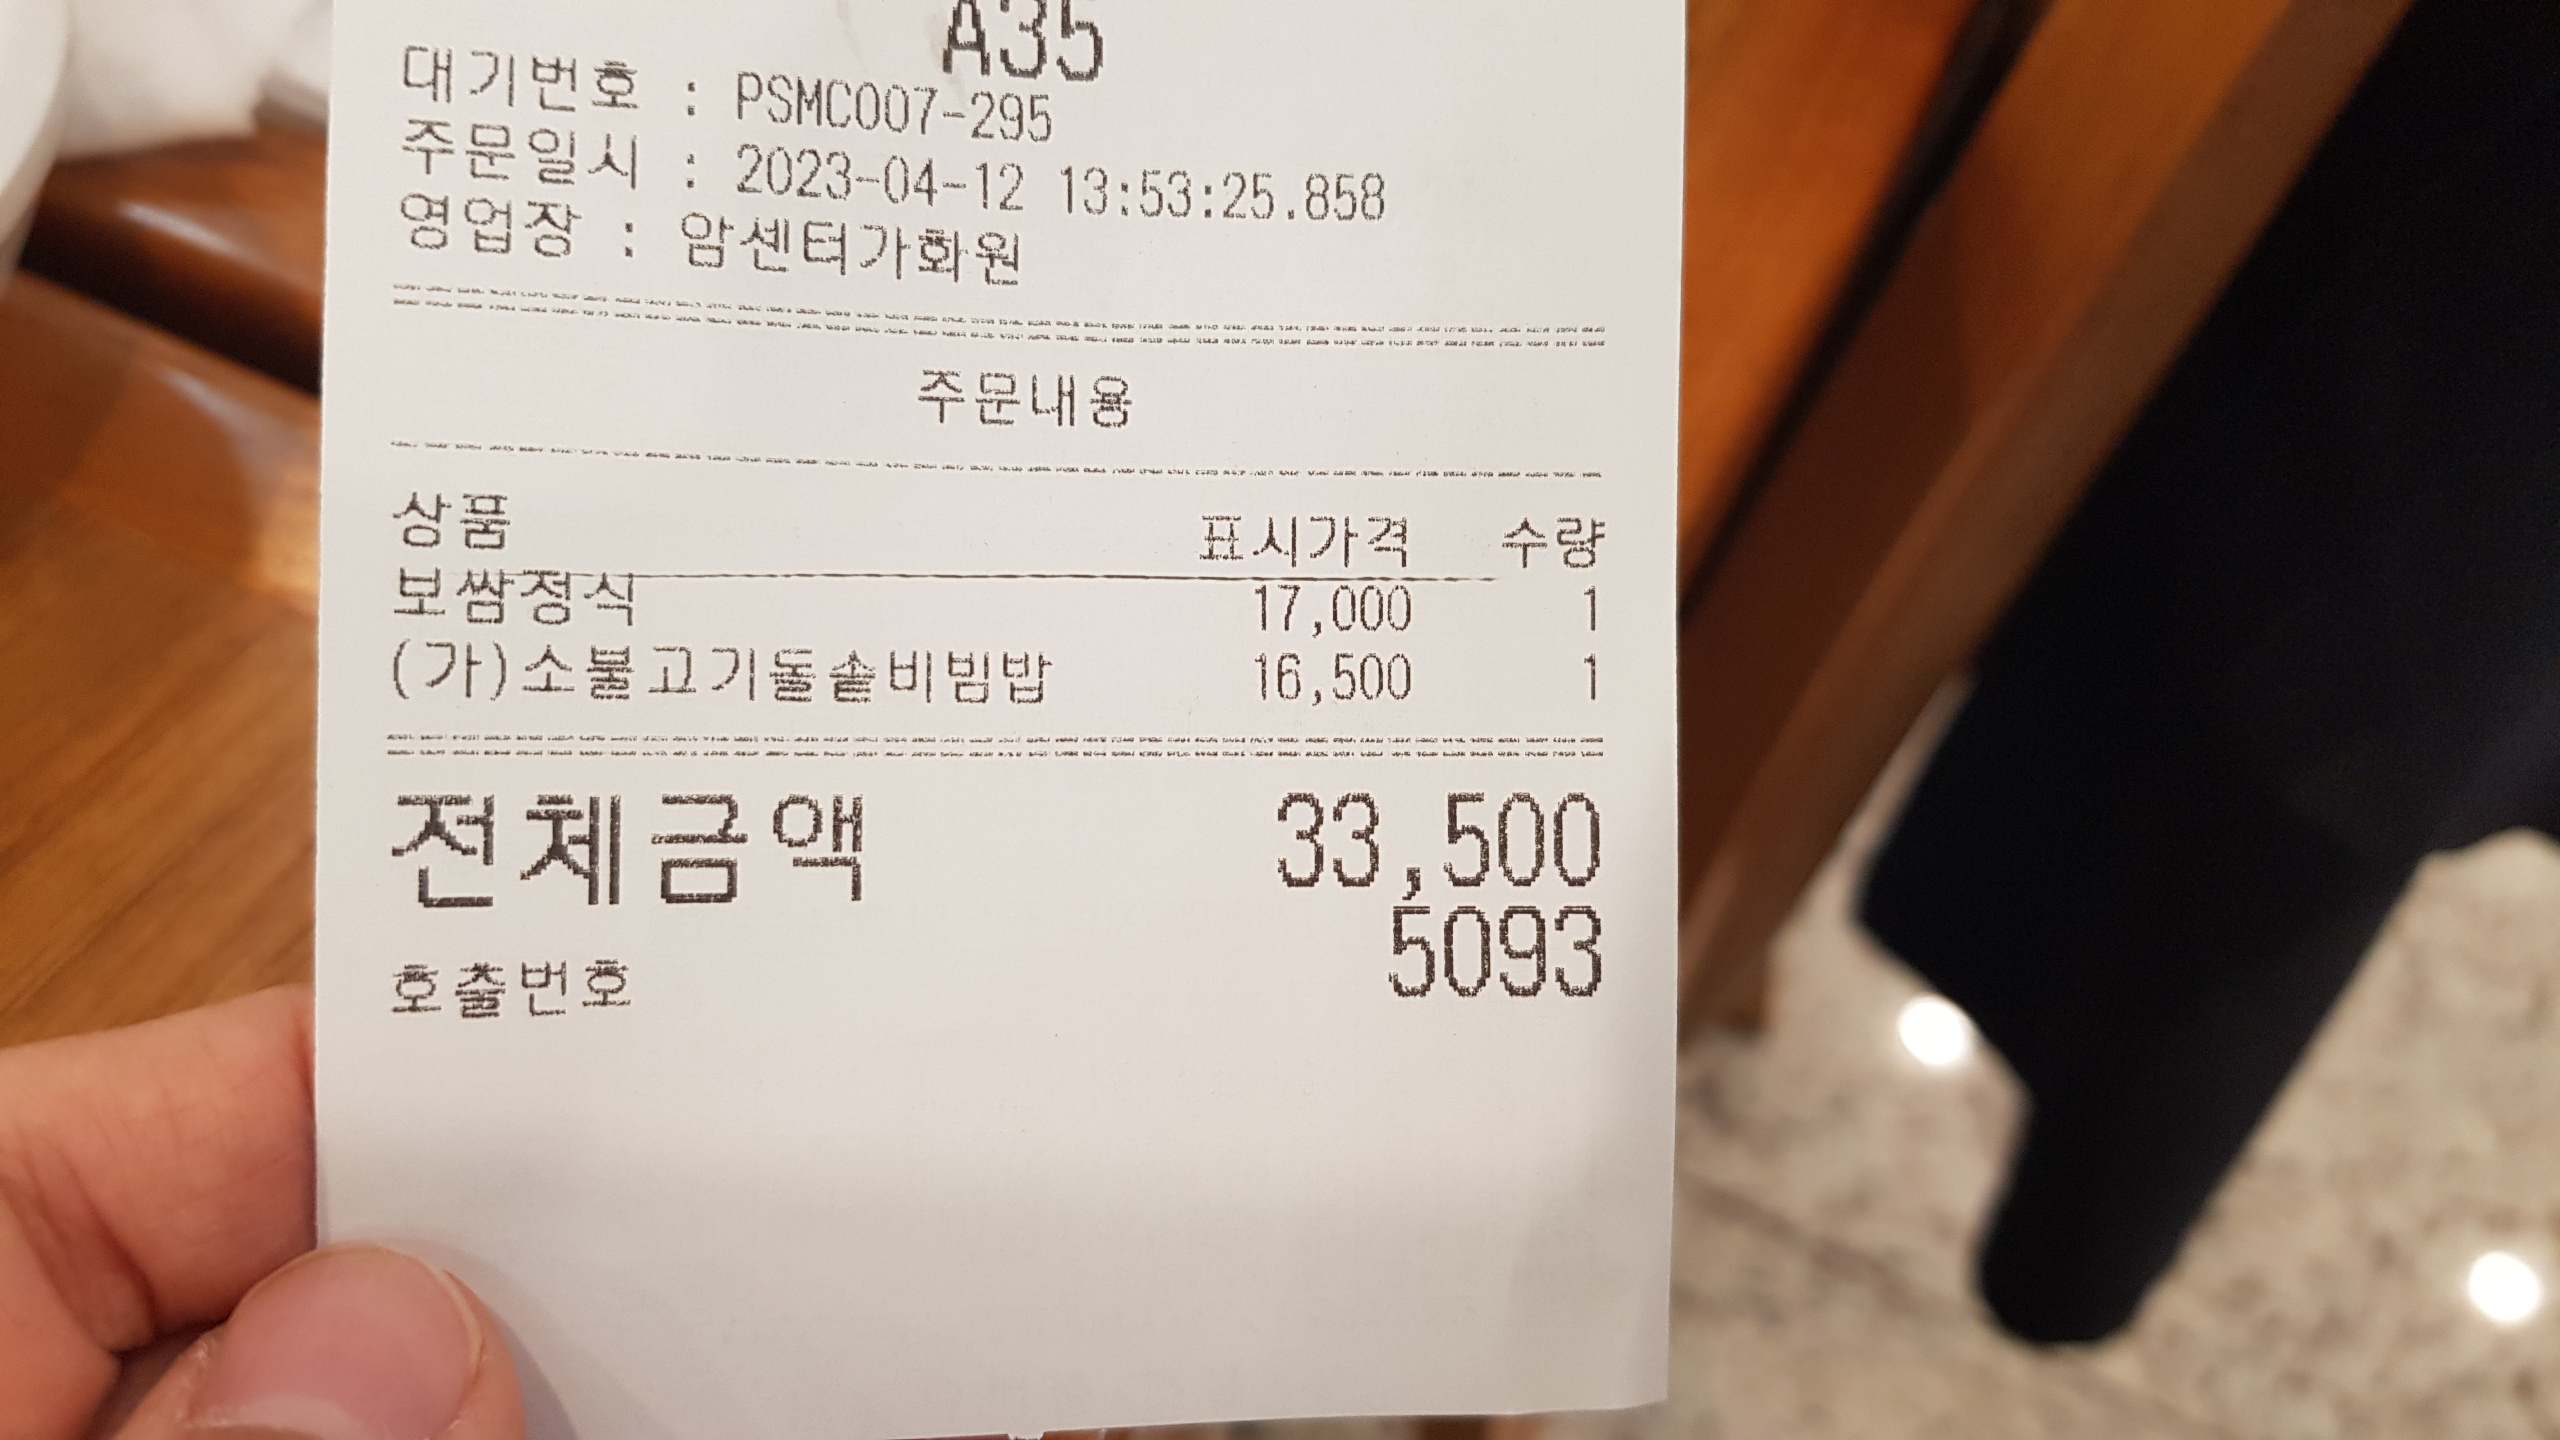 A35
대기번호 : PSMC007-295
주문일시 : 2023-04-12 13:53:25.858
영업장 : 암센터가화원
주문내용
상품 표시가격 수량
보쌈정식 17,000 1
(가)소불고기돌솥비빔밥 16,500 1
전체금액 33,500
호출번호 5093